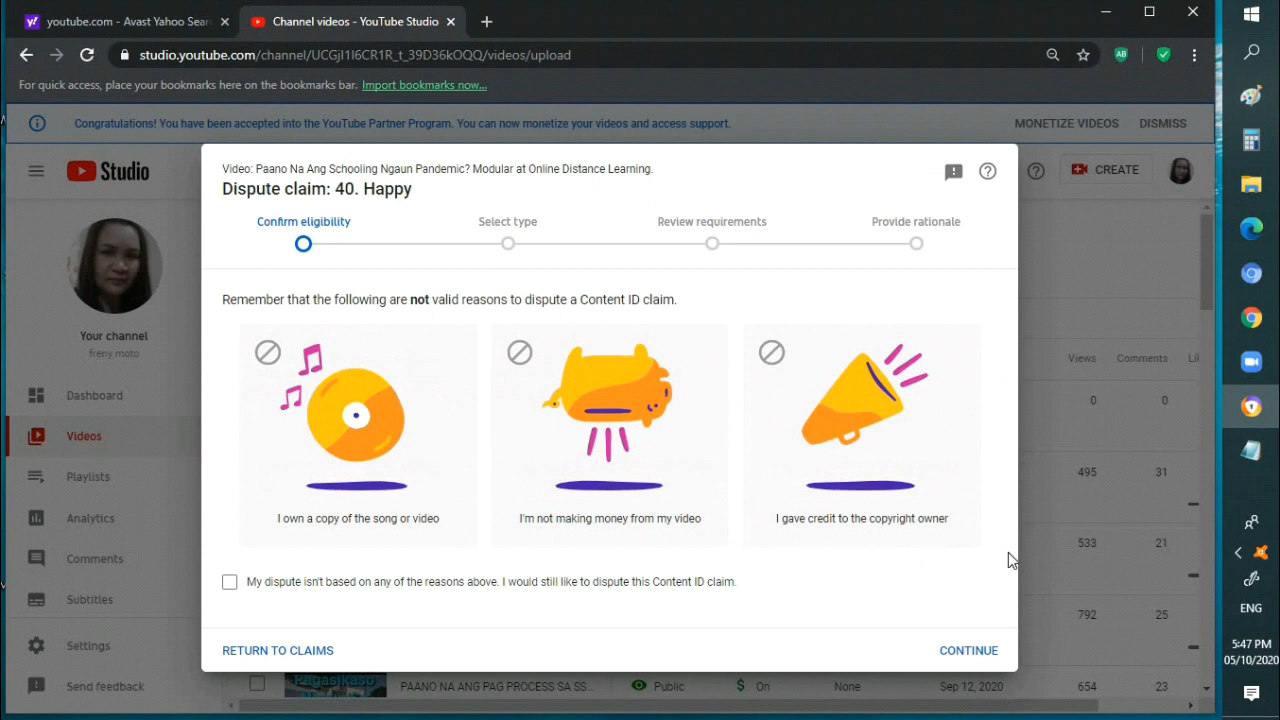 youtube.com - Avast Yahoo Sear
Channel videos - YouTube Studio
studio.youtube.com/channel/UCGjI1I6CR1R_t_39D36kOQQ/videos/upload
For quick access, place your bookmarks here on the bookmarks bar. Import bookmarks now...
Congratulations! You have been accepted into the YouTube Partner Program. You can now monetize your videos and access support.
MONETIZE VIDEOS
DISMISS
Studio
CREATE
Video: Paano Na Ang Schooling Ngaun Pandemic? Modular at Online Distance Learning.
Dispute claim: 40. Happy
Confirm eligibility
Select type
Review requirements
Provide rationale
Remember that the following are not valid reasons to dispute a Content ID claim.
I own a copy of the song or video
I'm not making money from my video
I gave credit to the copyright owner
My dispute isn't based on any of the reasons above. I would still like to dispute this Content ID claim.
RETURN TO CLAIMS
CONTINUE
Your channel
freny moto
Dashboard
Videos
Playlists
Analytics
Comments
Subtitles
Settings
Send feedback
Views
Comments
Lil
0
0
495
31
533
21
792
25
Pagasikaso
PAANO NA ANG PAG PROCESS SA SS...
Public
$ On
None
Sep 12, 2020
654
23
ENG
5:47 PM
05/10/2020